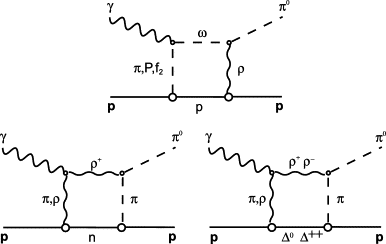 γ π⁰
ω
π,P,f₂ ρ
p p p
γ ρ⁺ π⁰
π,ρ π
p n p
γ ρ⁺ ρ⁻ π⁰
π,ρ π
p Δ⁰ Δ⁺⁺ p